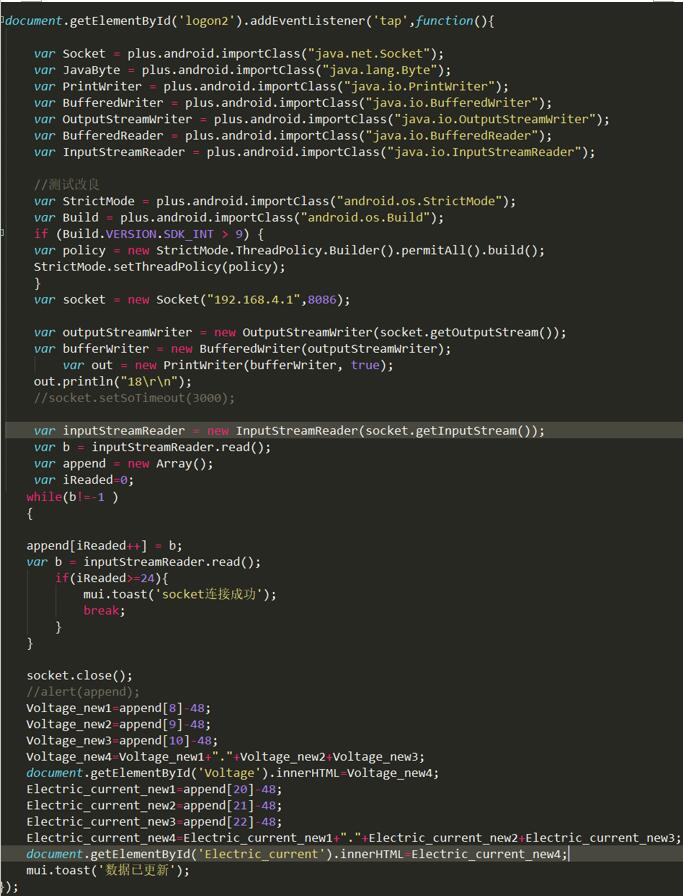 document.getElementById('logon2').addEventListener('tap',function(){
var Socket = plus.android.importClass("java.net.Socket");
var JavaByte = plus.android.importClass("java.lang.Byte");
var PrintWriter = plus.android.importClass("java.io.PrintWriter");
var BufferedWriter = plus.android.importClass("java.io.BufferedWriter");
var OutputStreamWriter = plus.android.importClass("java.io.OutputStreamWriter");
var BufferedReader = plus.android.importClass("java.io.BufferedReader");
var InputStreamReader = plus.android.importClass("java.io.InputStreamReader");
//测试改良
var StrictMode = plus.android.importClass("android.os.StrictMode");
var Build = plus.android.importClass("android.os.Build");
if (Build.VERSION.SDK_INT > 9) {
var policy = new StrictMode.ThreadPolicy.Builder().permitAll().build();
StrictMode.setThreadPolicy(policy);
}
var socket = new Socket("192.168.4.1",8086);
var outputStreamWriter = new OutputStreamWriter(socket.getOutputStream());
var bufferWriter = new BufferedWriter(outputStreamWriter);
var out = new PrintWriter(bufferWriter, true);
out.println("18\r\n");
//socket.setSoTimeout(3000);
var inputStreamReader = new InputStreamReader(socket.getInputStream());
var b = inputStreamReader.read();
var append = new Array();
var iReaded=0;
while(b!=-1 )
{
append[iReaded++] = b;
var b = inputStreamReader.read();
if(iReaded>=24){
mui.toast('socket连接成功');
break;
}
}
socket.close();
//alert(append);
Voltage_new1=append[8]-48;
Voltage_new2=append[9]-48;
Voltage_new3=append[10]-48;
Voltage_new4=Voltage_new1+"."+Voltage_new2+Voltage_new3;
document.getElementById('Voltage').innerHTML=Voltage_new4;
Electric_current_new1=append[20]-48;
Electric_current_new2=append[21]-48;
Electric_current_new3=append[22]-48;
Electric_current_new4=Electric_current_new1+"."+Electric_current_new2+Electric_current_new3;
document.getElementById('Electric_current').innerHTML=Electric_current_new4;
mui.toast('数据已更新');
});